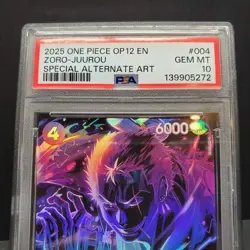 2025 ONE PIECE OP12 EN #004
ZORO-JUUROU GEM MT
SPECIAL ALTERNATE ART 10
PSA 139905272
4 6000